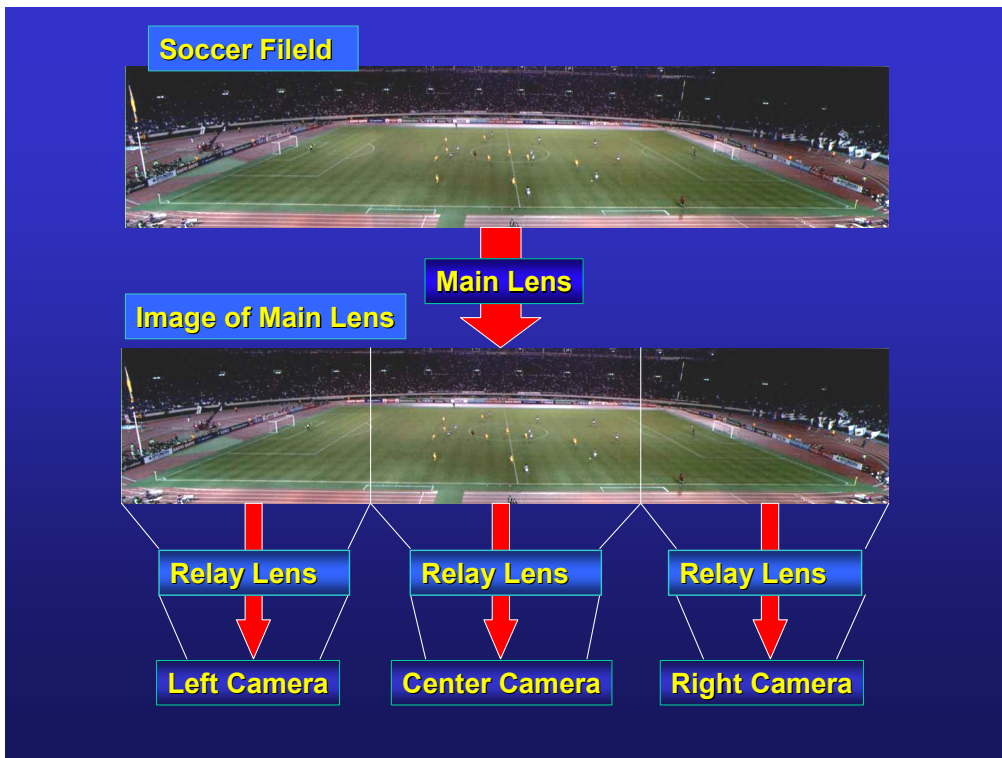 Soccer Fileld
Main Lens
Image of Main Lens
Relay Lens
Relay Lens
Relay Lens
Left Camera
Center Camera
Right Camera